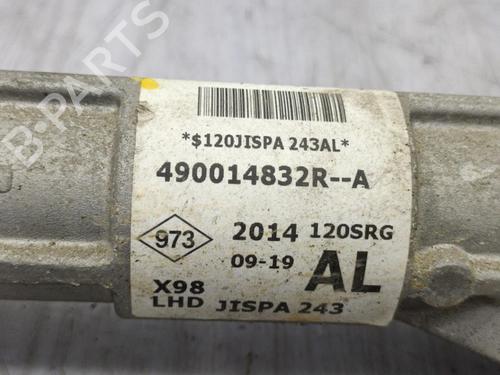 B-PARTS
*$120JISPA 243AL*
490014832R--A
973
2014 120SRG
09-19 AL
X98
LHD JISPA 243